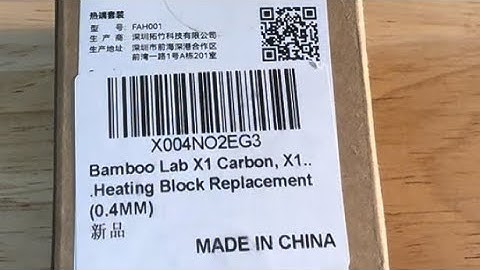 热端套装
型 号： FAH001
生 产 商： 深圳拓竹科技有限公司
生产地址： 深圳市前海深港合作区
前湾一路1号A栋201室
X004NO2EG3
Bamboo Lab X1 Carbon, X1..
.Heating Block Replacement
(0.4MM)
新品
MADE IN CHINA